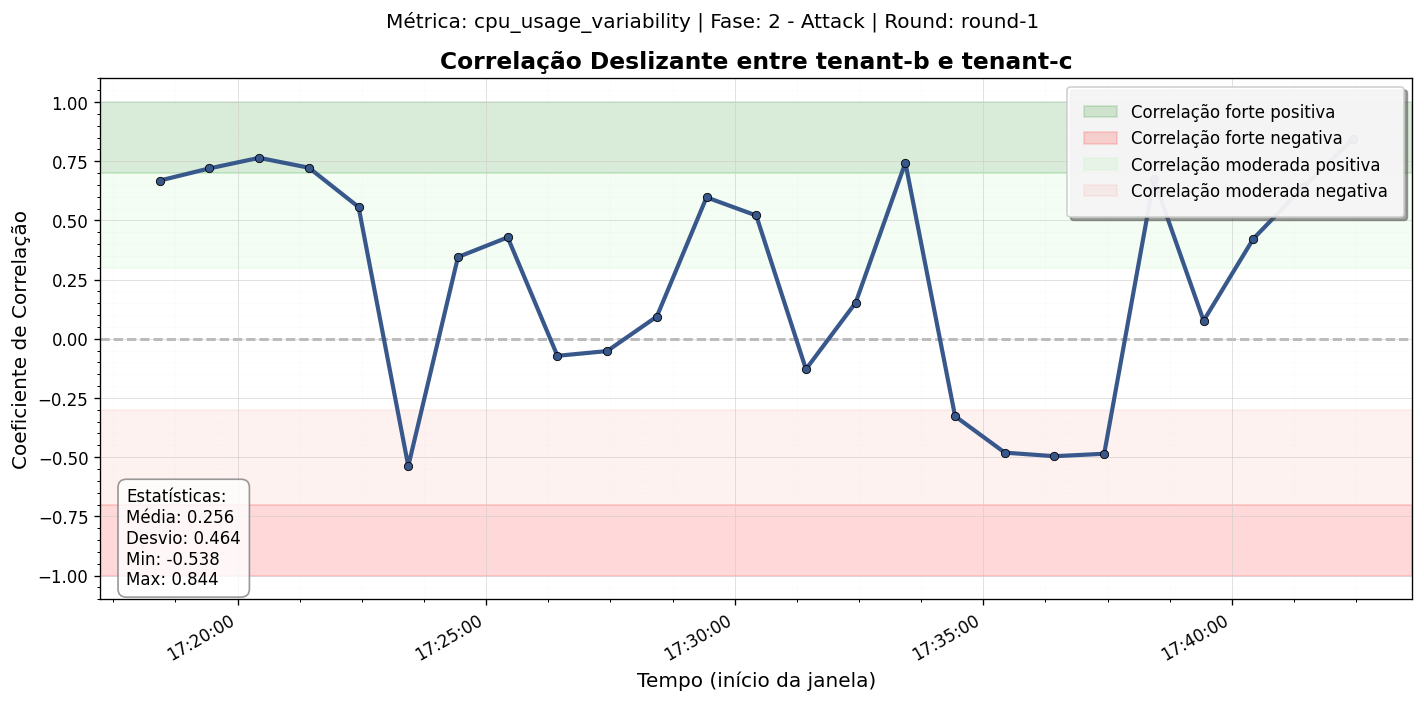 Métrica: cpu_usage_variability | Fase: 2 - Attack | Round: round-1
Correlação Deslizante entre tenant-b e tenant-c
Coeficiente de Correlação
1.00
0.75
0.50
0.25
0.00
−0.25
−0.50
−0.75
−1.00
Correlação forte positiva
Correlação forte negativa
Correlação moderada positiva
Correlação moderada negativa
Estatísticas:
Média: 0.256
Desvio: 0.464
Min: -0.538
Max: 0.844
17:20:00
17:25:00
17:30:00
17:35:00
17:40:00
Tempo (início da janela)